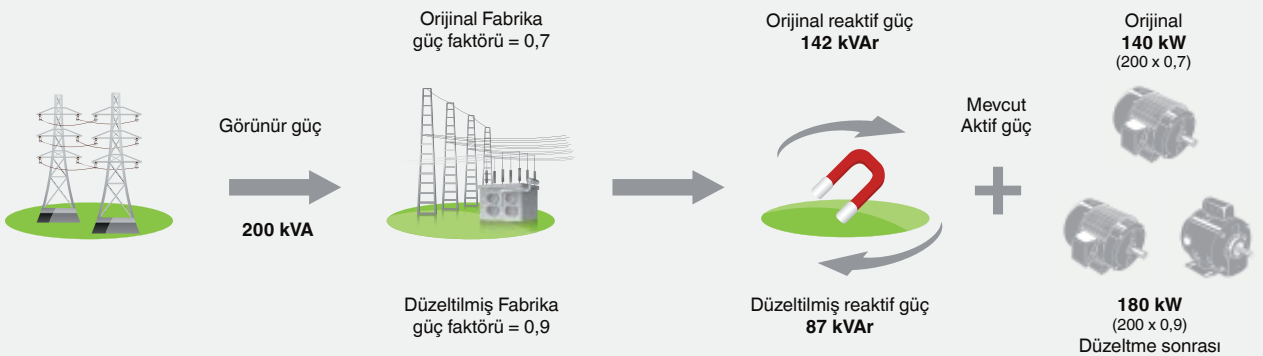 Orijinal Fabrika
güç faktörü = 0,7
Orijinal reaktif güç
142 kVAr
Orijinal
140 kW
(200 x 0,7)
Görünür güç
200 kVA
Mevcut
Aktif güç
Düzeltilmiş Fabrika
güç faktörü = 0,9
Düzeltilmiş reaktif güç
87 kVAr
180 kW
(200 x 0,9)
Düzeltme sonrası